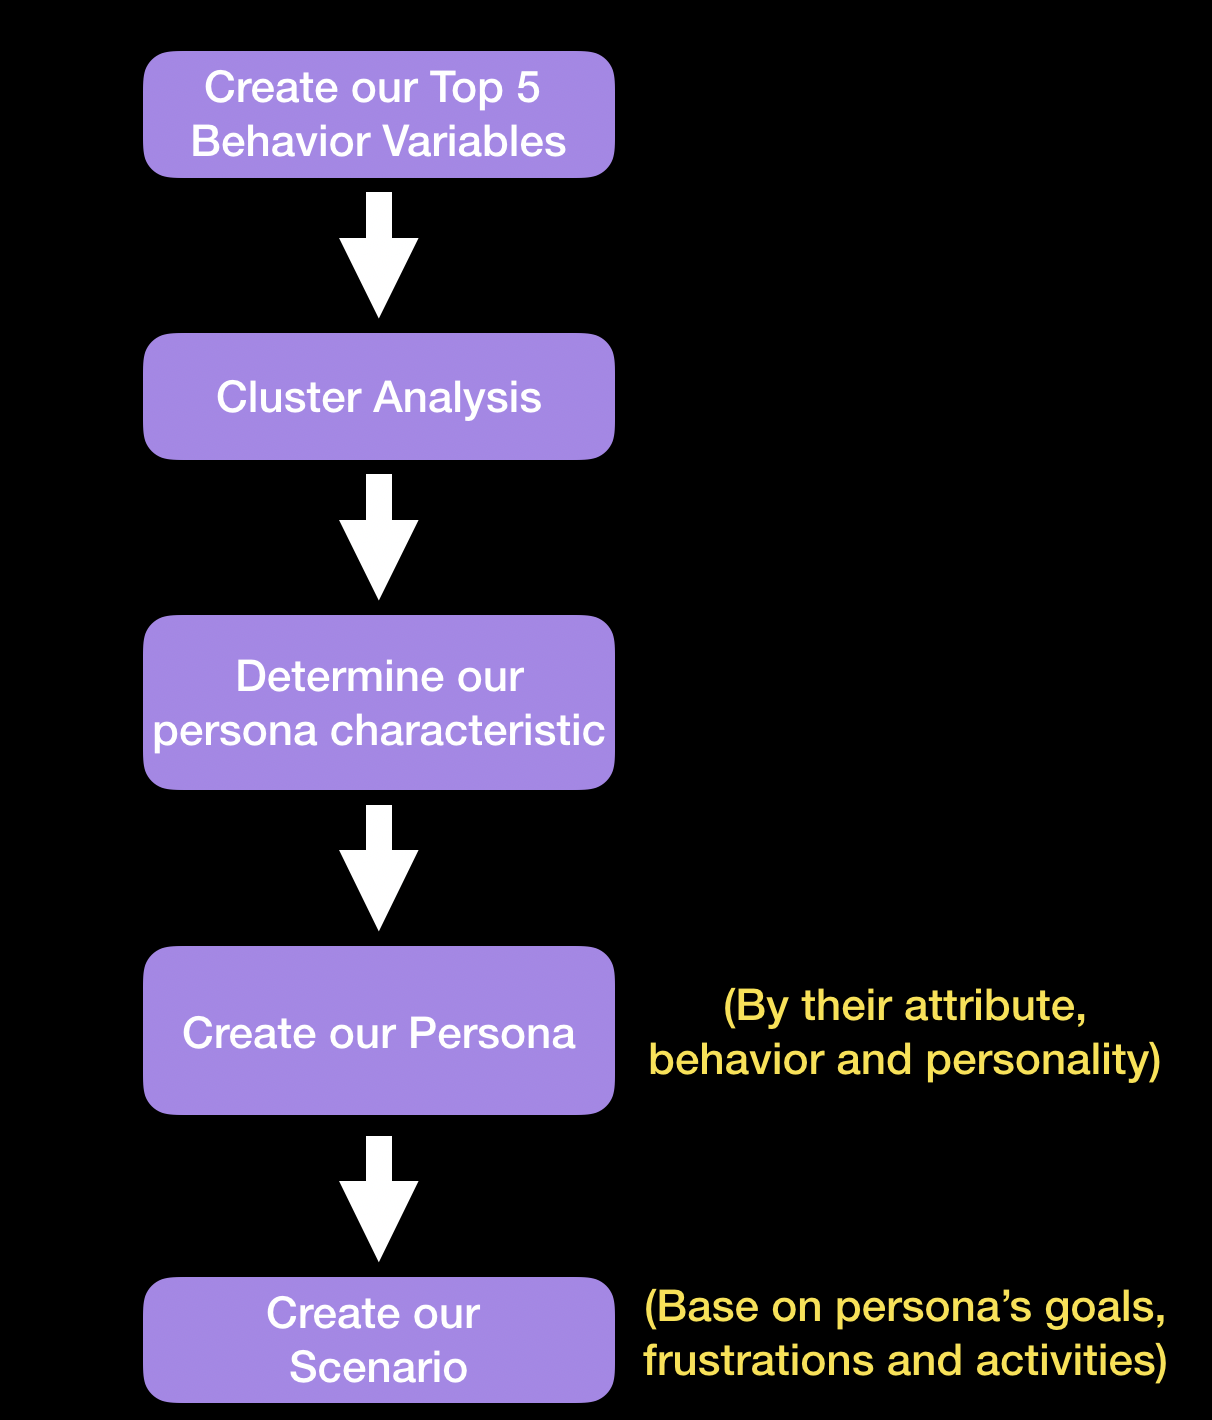 Create our Top 5
Behavior Variables
Cluster Analysis
Determine our
persona characteristic
Create our Persona
(By their attribute,
behavior and personality)
Create our
Scenario
(Base on persona’s goals,
frustrations and activities)